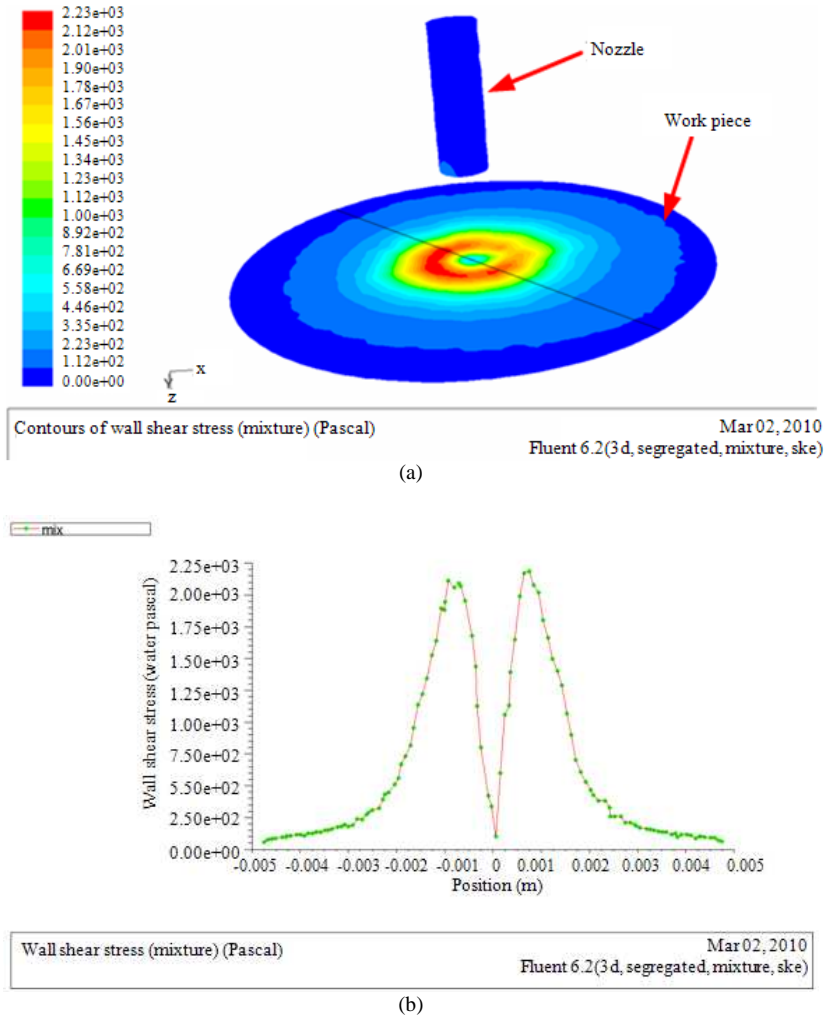 2.23e+03
2.12e+03
2.01e+03
1.90e+03
1.78e+03
1.67e+03
1.56e+03
1.45e+03
1.34e+03
1.23e+03
1.12e+03
1.00e+03
8.92e+02
7.81e+02
6.69e+02
5.58e+02
4.46e+02
3.35e+02
2.23e+02
1.12e+02
0.00e+00
Nozzle
Work piece
x
z
Contours of wall shear stress (mixture) (Pascal)
Mar 02, 2010
Fluent 6.2(3d, segregated, mixture, ske)
(a)
mix
Wall shear stress (water pascal)
2.25e+03
2.00e+03
1.75e+03
1.50e+03
1.25e+03
1.00e+03
7.50e+02
5.50e+02
2.50e+02
0.00e+00
-0.005 -0.004 -0.003 -0.002 -0.001 0 0.001 0.002 0.003 0.004 0.005
Position (m)
Wall shear stress (mixture) (Pascal)
Mar 02, 2010
Fluent 6.2(3d, segregated, mixture, ske)
(b)